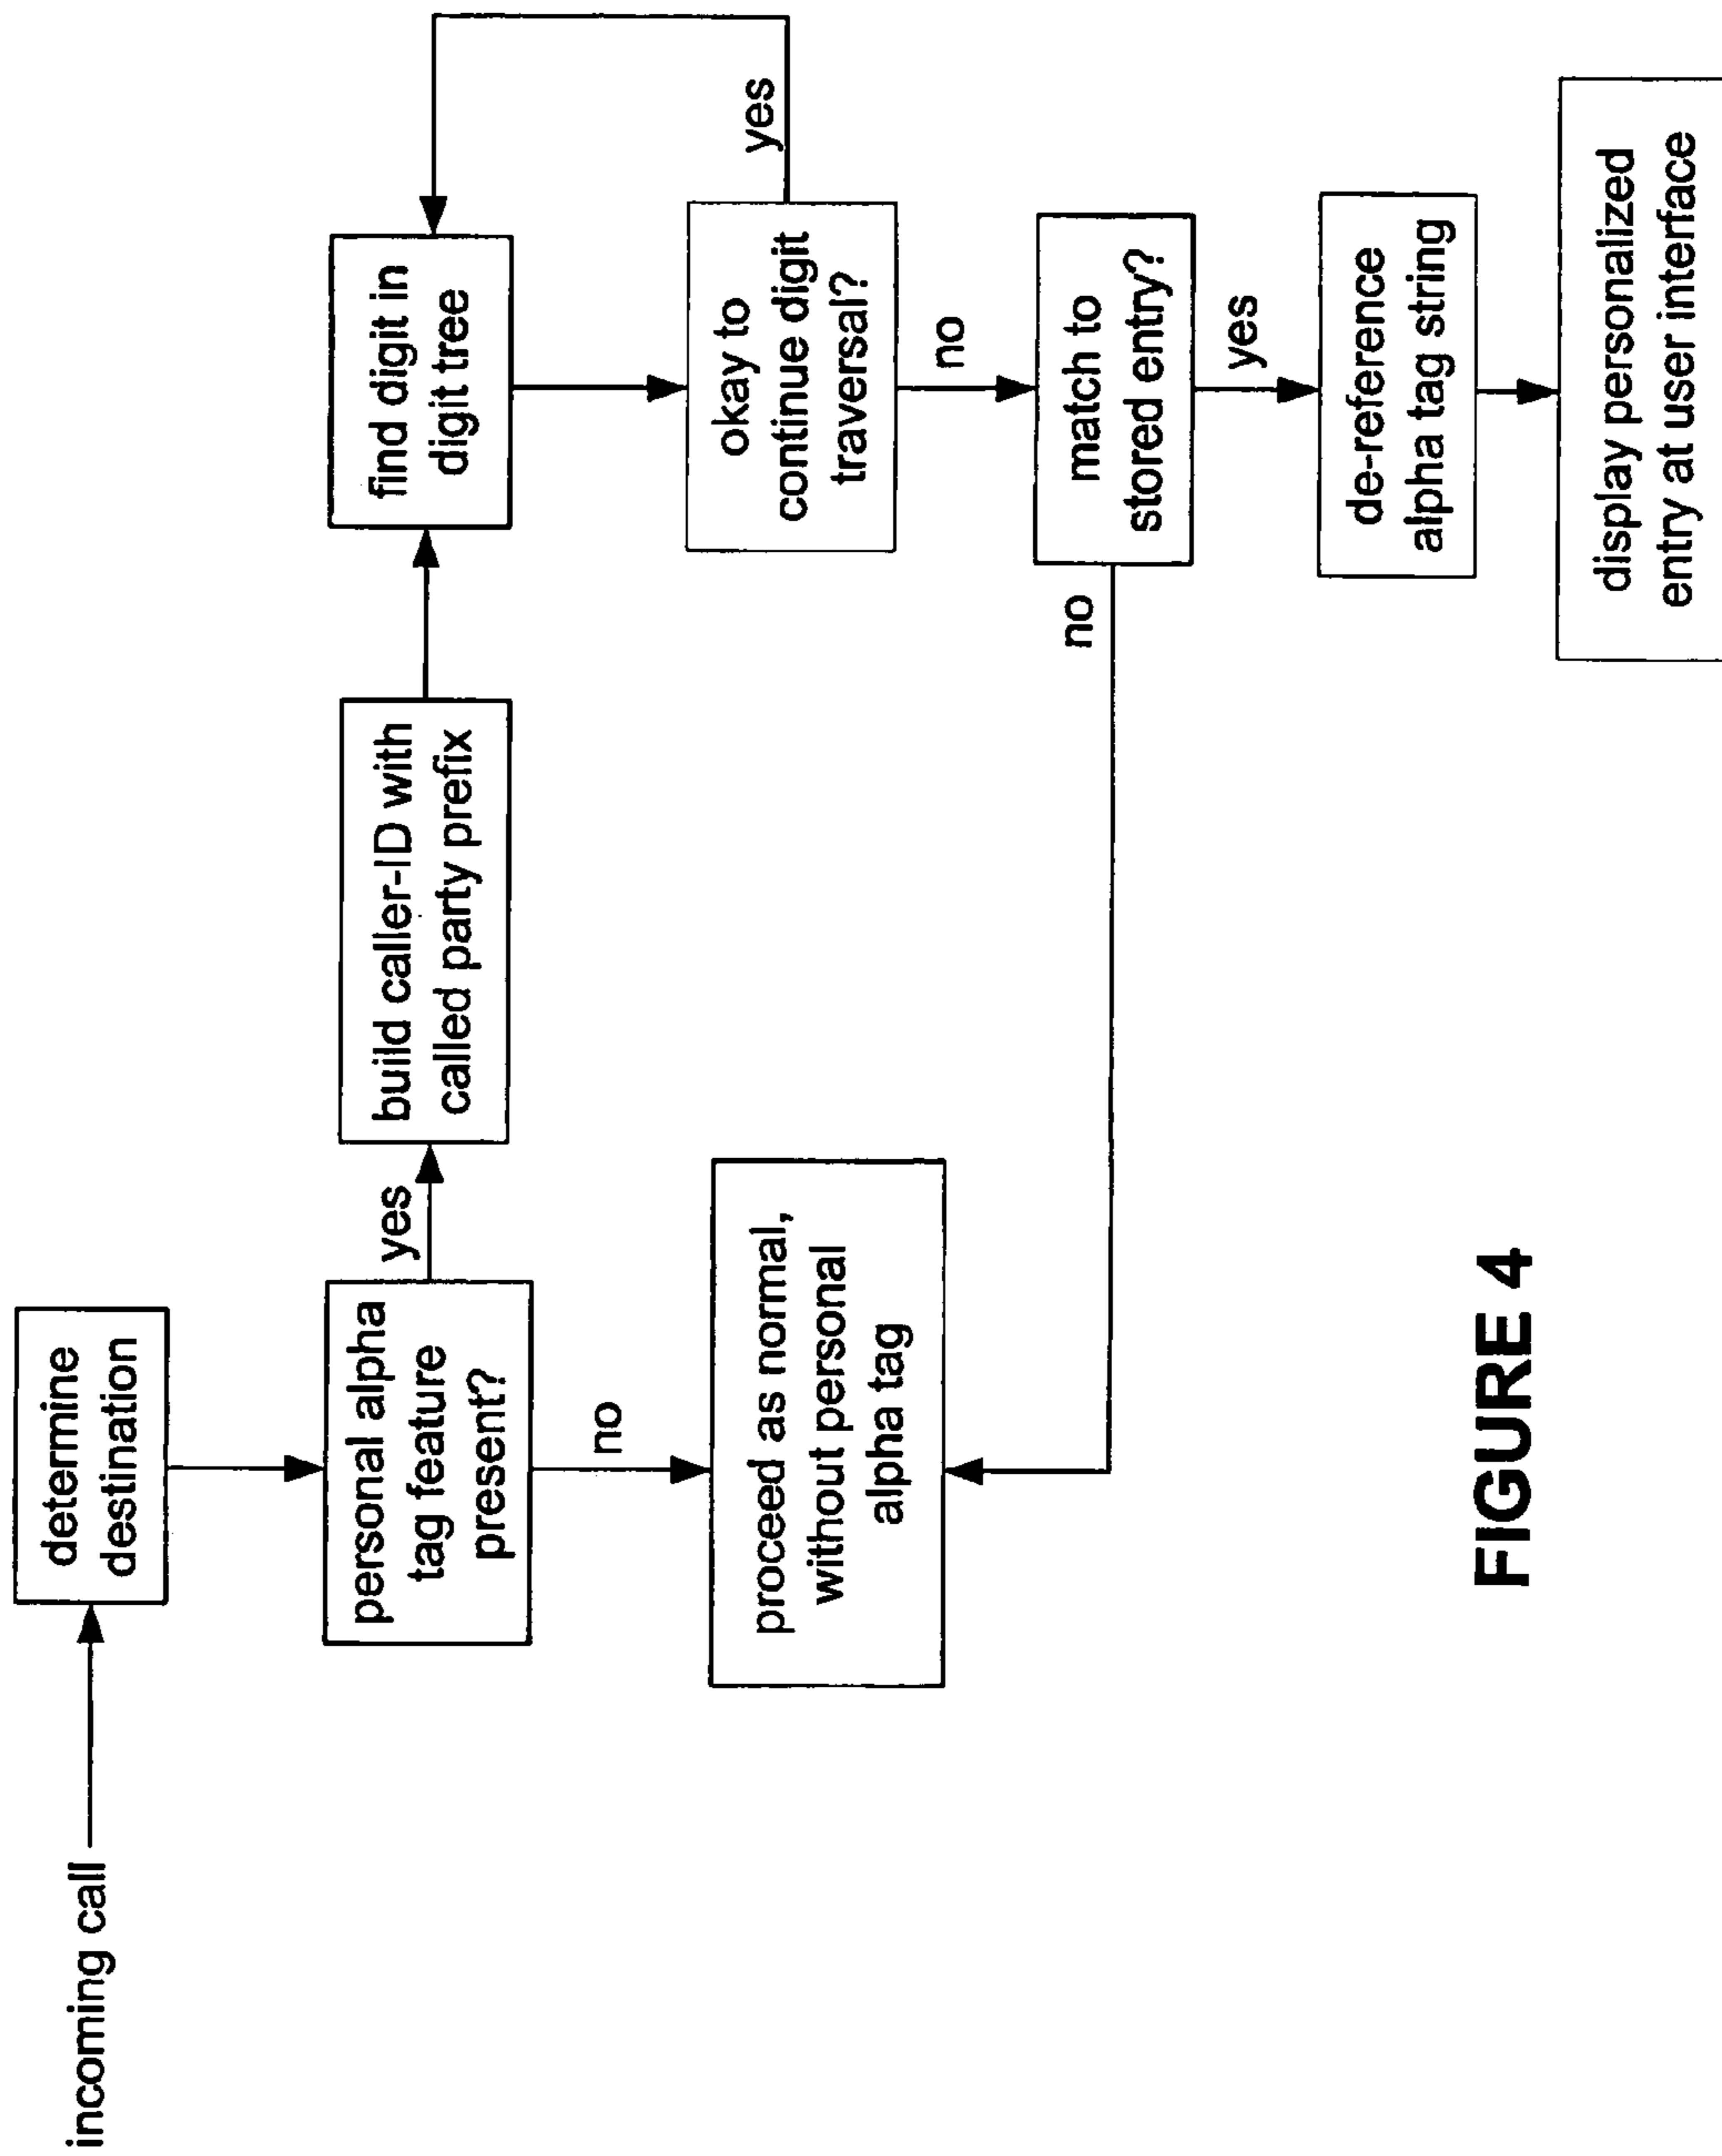 incoming call
determine
destination
personal alpha
tag feature
present?
yes
no
build caller-ID with
called party prefix
find digit in
digit tree
okay to
continue digit
traversal?
yes
no
match to
stored entry?
no
yes
proceed as normal,
without personal
alpha tag
de-reference
alpha tag string
display personalized
entry at user interface
FIGURE 4